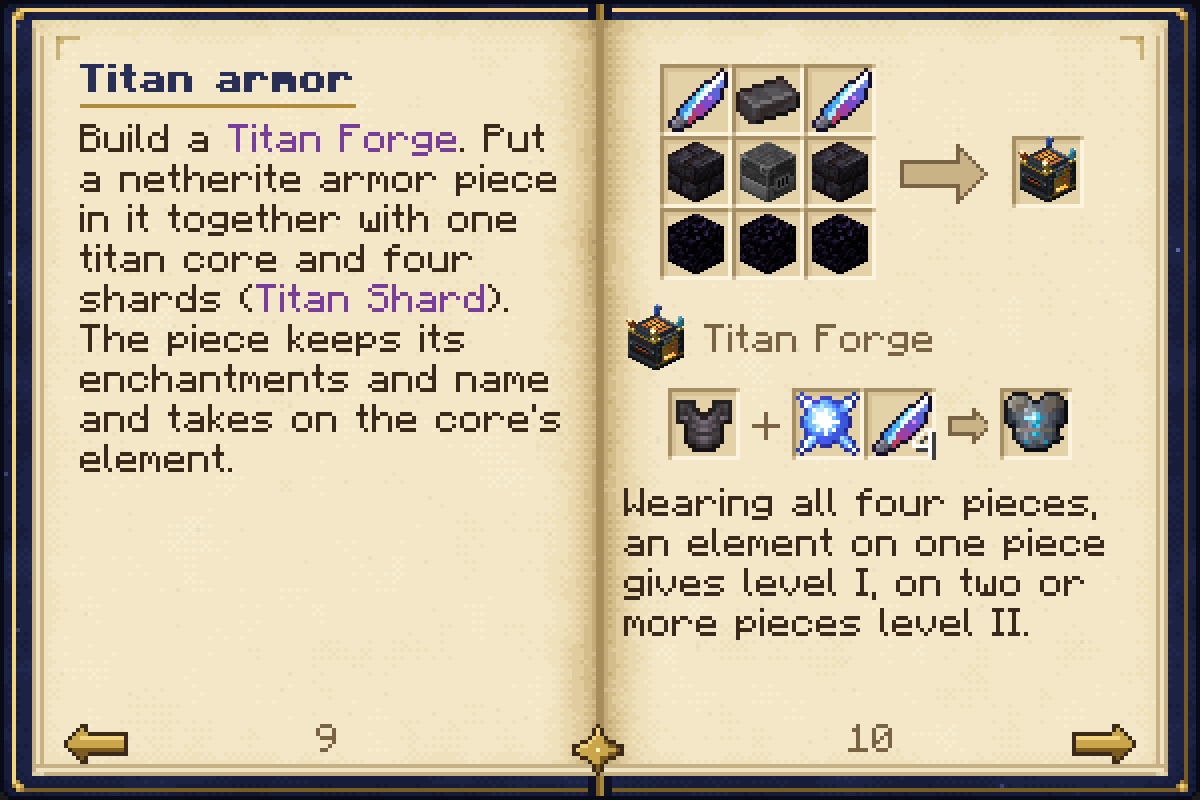 Titan armor
Build a Titan Forge. Put
a netherite armor piece
in it together with one
titan core and four
shards (Titan Shard).
The piece keeps its
enchantments and name
and takes on the core's
element.
9
Titan Forge
+
4
Wearing all four pieces,
an element on one piece
gives level I, on two or
more pieces level II.
10